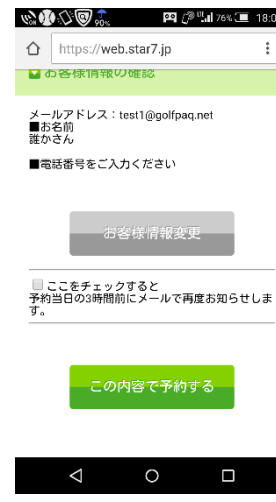 90%
76%
18:0
https://web.star7.jp
お客様情報の確認
メールアドレス：test1@golfpaq.net
■お名前
誰かさん
■電話番号をご入力ください
お客様情報変更
ここをチェックすると
予約当日の3時間前にメールで再度お知らせしま
す。
この内容で予約する